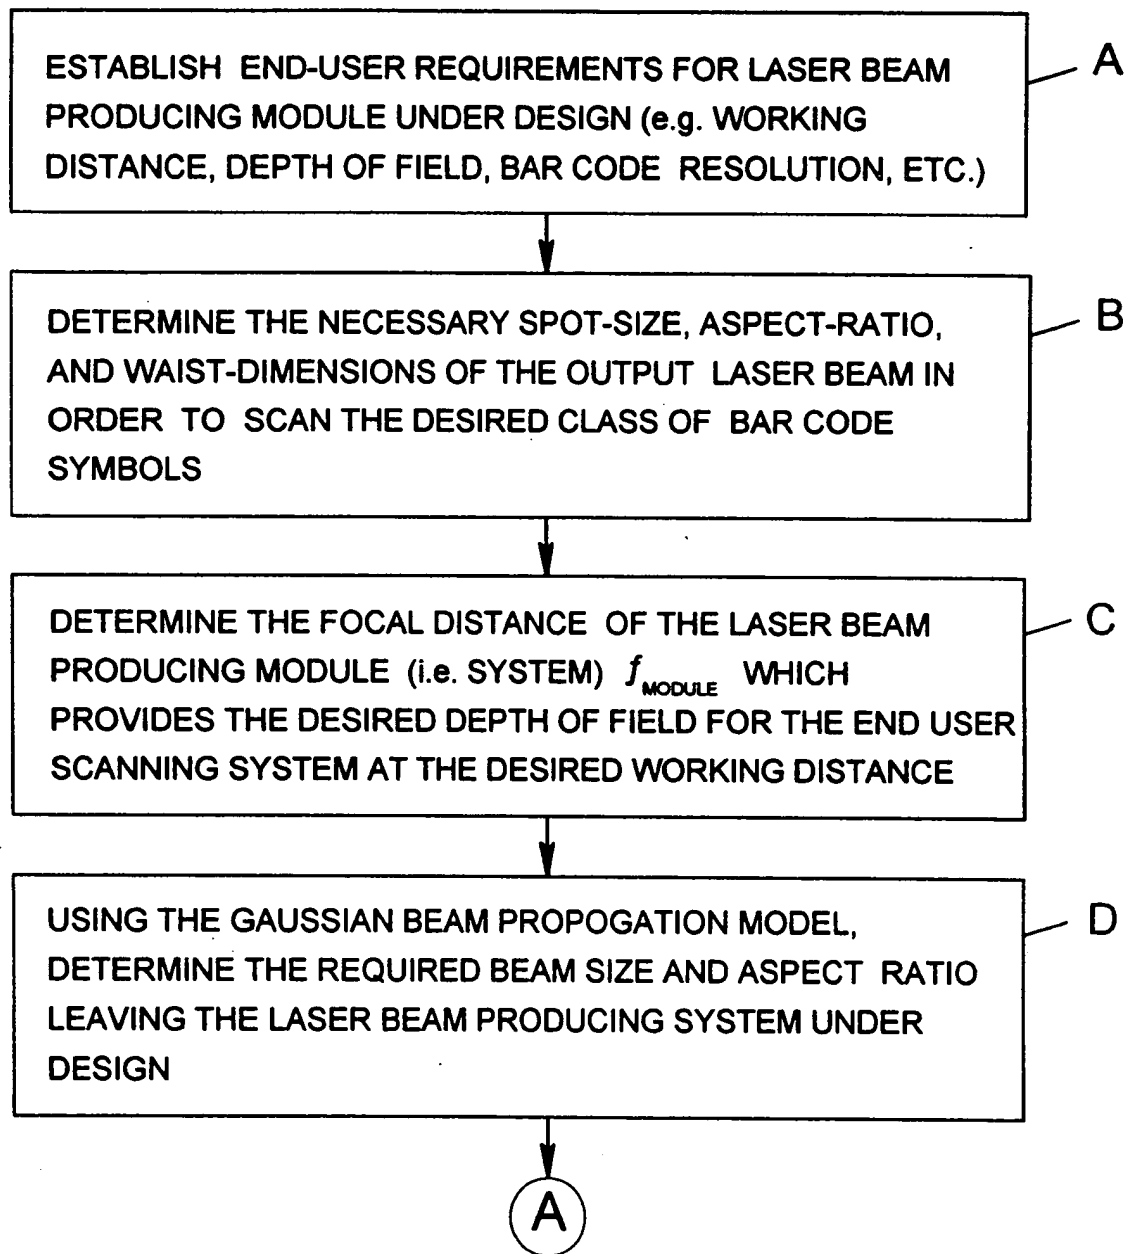 ESTABLISH END-USER REQUIREMENTS FOR LASER BEAM
PRODUCING MODULE UNDER DESIGN (e.g. WORKING
DISTANCE, DEPTH OF FIELD, BAR CODE RESOLUTION, ETC.)
A
DETERMINE THE NECESSARY SPOT-SIZE, ASPECT-RATIO,
AND WAIST-DIMENSIONS OF THE OUTPUT LASER BEAM IN
ORDER TO SCAN THE DESIRED CLASS OF BAR CODE
SYMBOLS
B
DETERMINE THE FOCAL DISTANCE OF THE LASER BEAM
PRODUCING MODULE (i.e. SYSTEM) f MODULE WHICH
PROVIDES THE DESIRED DEPTH OF FIELD FOR THE END USER
SCANNING SYSTEM AT THE DESIRED WORKING DISTANCE
C
USING THE GAUSSIAN BEAM PROPOGATION MODEL,
DETERMINE THE REQUIRED BEAM SIZE AND ASPECT RATIO
LEAVING THE LASER BEAM PRODUCING SYSTEM UNDER
DESIGN
D
A